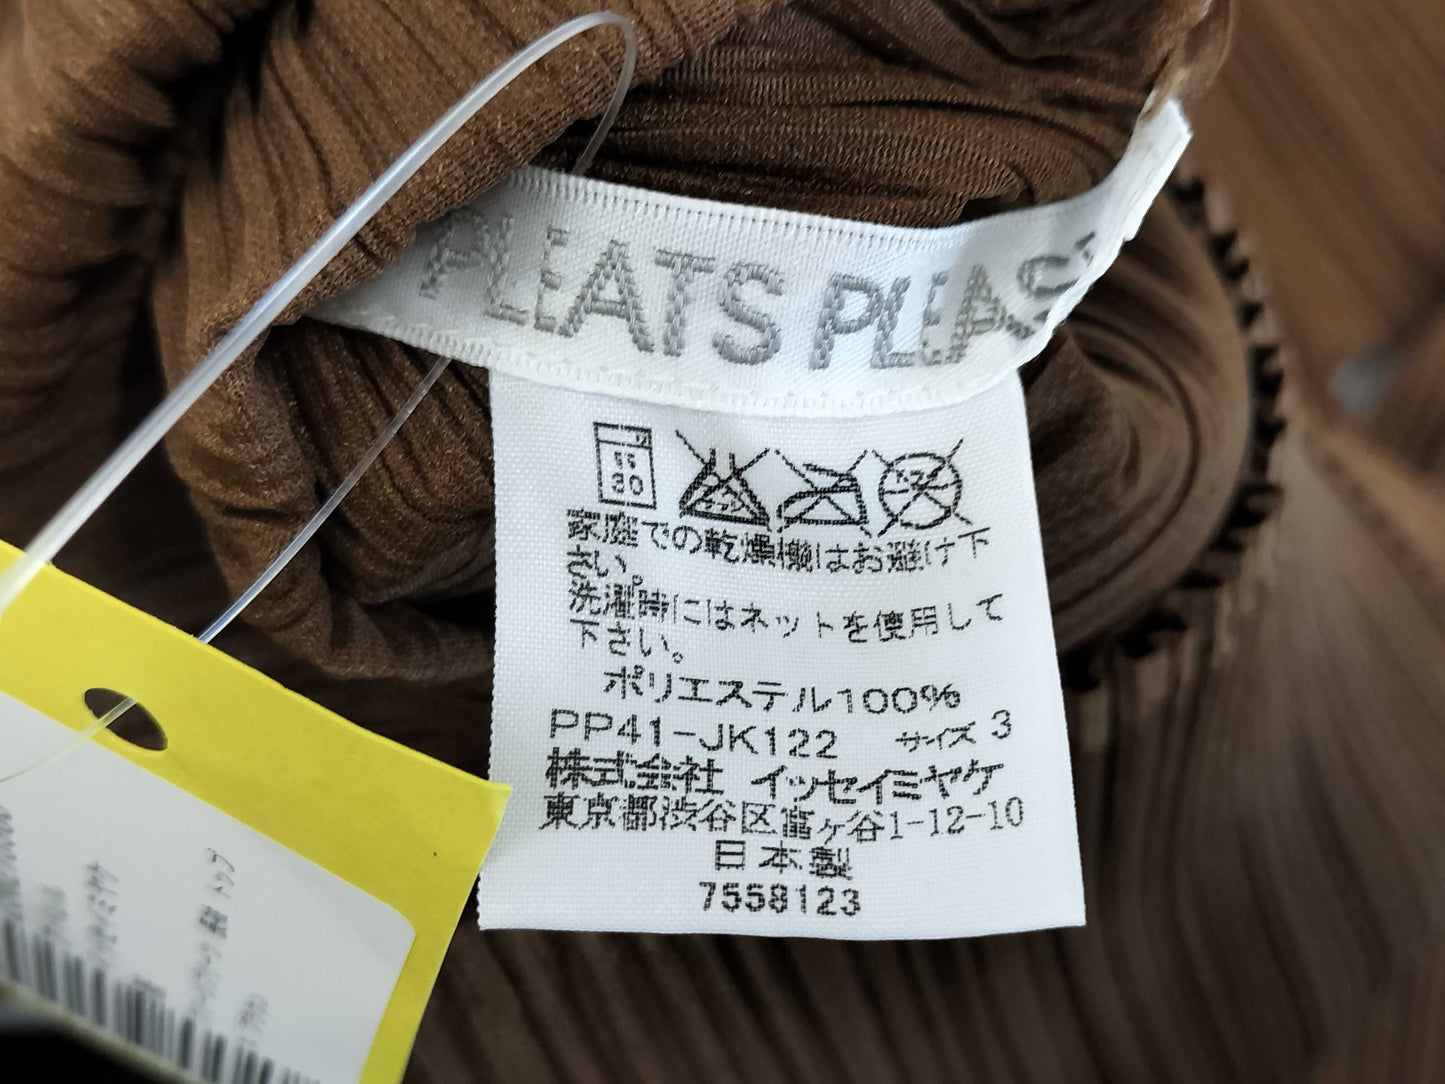 PLEATS PLEAS
30
家庭での乾燥機はお避け下
さい。
洗濯時にはネットを使用して
下さい。
ポリエステル100%
PP41-JK122 サイズ 3
株式会社 イッセイミヤケ
東京都渋谷区富ヶ谷1-12-10
日本製
7558123